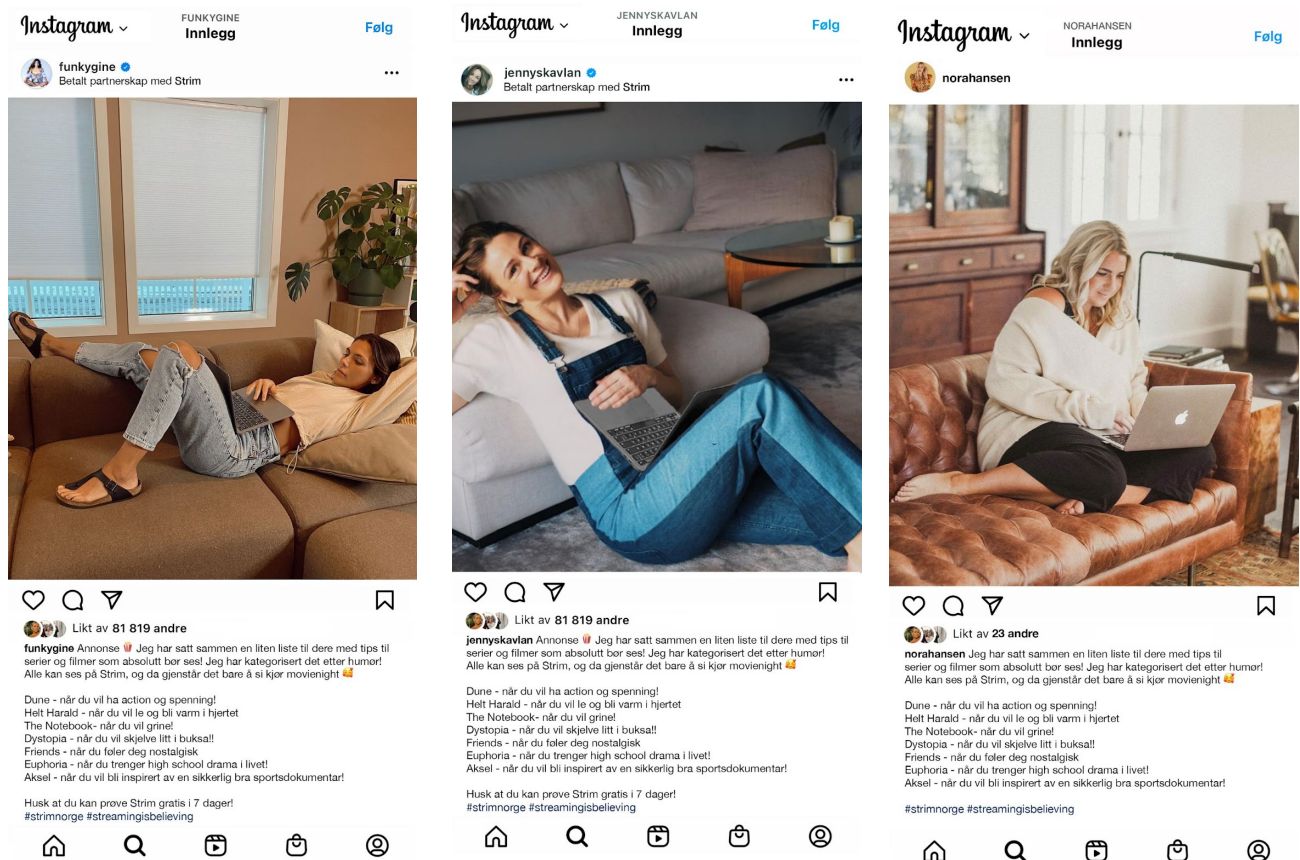 Instagram
FUNKYGINE
Innlegg
Følg
funkygine
Betalt partnerskap med Strim
Likt av 81 819 andre
funkygine Annonse 🍿 Jeg har satt sammen en liten liste til dere med tips til
serier og filmer som absolutt bør ses! Jeg har kategorisert det etter humør!
Alle kan ses på Strim, og da gjenstår det bare å si kjør movienight 🥰
Dune - når du vil ha action og spenning!
Helt Harald - når du vil le og bli varm i hjertet
The Notebook- når du vil grine!
Dystopia - når du vil skjelve litt i buksa!!
Friends - når du føler deg nostalgisk
Euphoria - når du trenger high school drama i livet!
Aksel - når du vil bli inspirert av en sikkerlig bra sportsdokumentar!
Husk at du kan prøve Strim gratis i 7 dager!
#strimnorge #streamingisbelieving
Instagram
JENNYSKAVLAN
Innlegg
Følg
jennyskavlan
Betalt partnerskap med Strim
Likt av 81 819 andre
jennyskavlan Annonse 🍿 Jeg har satt sammen en liten liste til dere med tips til
serier og filmer som absolutt bør ses! Jeg har kategorisert det etter humør!
Alle kan ses på Strim, og da gjenstår det bare å si kjør movienight 🥰
Dune - når du vil ha action og spenning!
Helt Harald - når du vil le og bli varm i hjertet
The Notebook- når du vil grine!
Dystopia - når du vil skjelve litt i buksa!!
Friends - når du føler deg nostalgisk
Euphoria - når du trenger high school drama i livet!
Aksel - når du vil bli inspirert av en sikkerlig bra sportsdokumentar!
Husk at du kan prøve Strim gratis i 7 dager!
#strimnorge #streamingisbelieving
Instagram
NORAHANSEN
Innlegg
Følg
norahansen
Likt av 23 andre
norahansen Jeg har satt sammen en liten liste til dere med tips til
serier og filmer som absolutt bør ses! Jeg har kategorisert det etter humør!
Alle kan ses på Strim, og da gjenstår det bare å si kjør movienight 🥰
Dune - når du vil ha action og spenning!
Helt Harald - når du vil le og bli varm i hjertet
The Notebook- når du vil grine!
Dystopia - når du vil skjelve litt i buksa!!
Friends - når du føler deg nostalgisk
Euphoria - når du trenger high school drama i livet!
Aksel - når du vil bli inspirert av en sikkerlig bra sportsdokumentar!
#strimnorge #streamingisbelieving